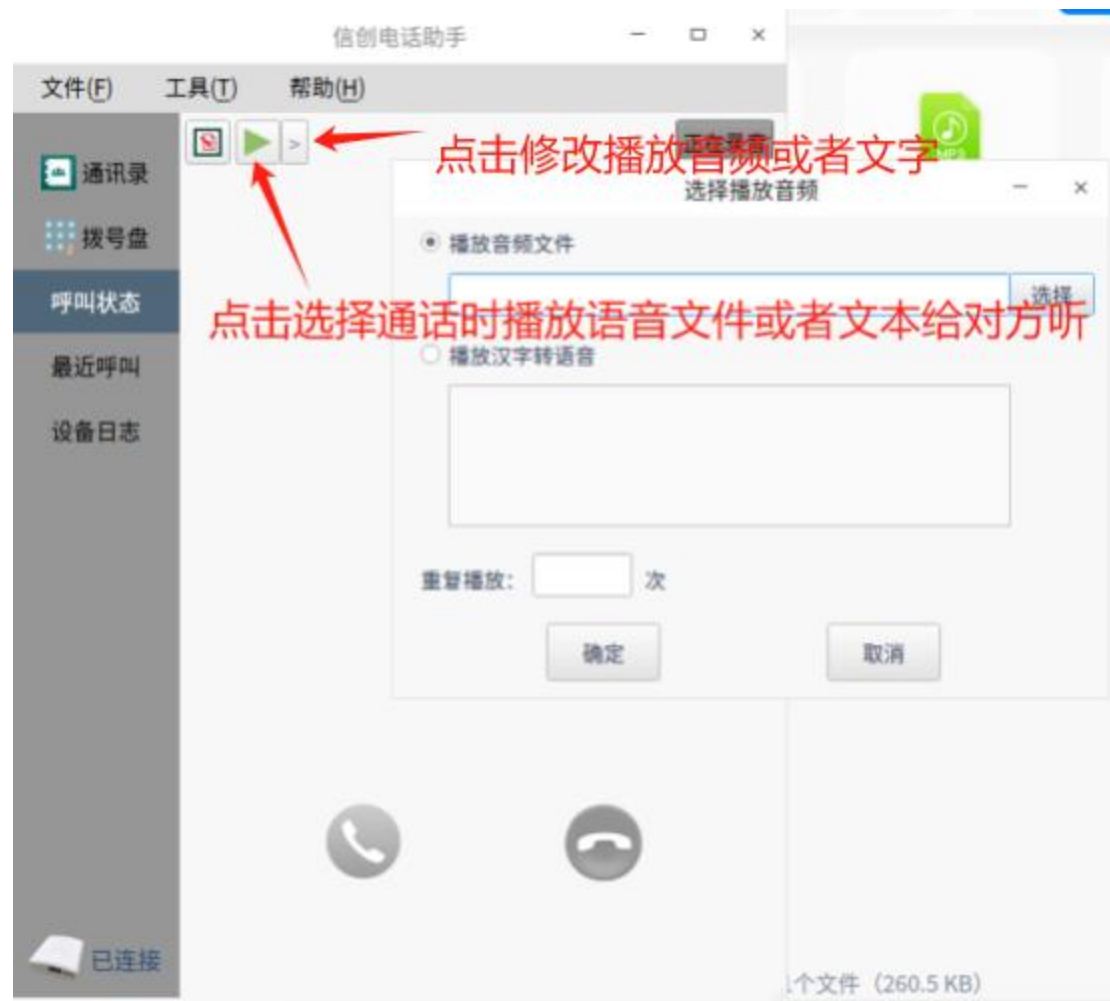 信创电话助手
文件(F) 工具(T) 帮助(H)
>
正在录音
点击修改播放音频或者文字
MP3
通讯录
选择播放音频
拨号盘
播放音频文件
选择
呼叫状态
点击选择通话时播放语音文件或者文本给对方听
播放汉字转语音
最近呼叫
设备日志
重复播放: 次
确定 取消
已连接
个文件（260.5 KB）